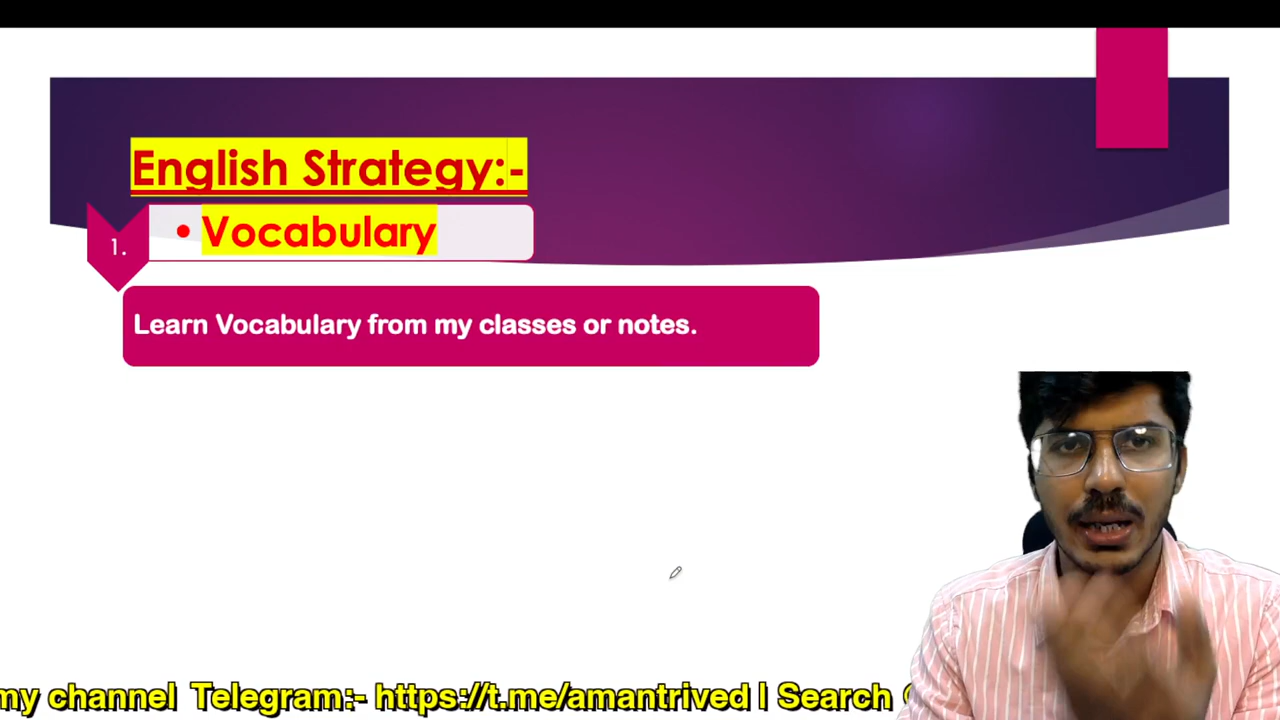 English Strategy:-
1.
• Vocabulary
Learn Vocabulary from my classes or notes.
my channel Telegram:- https://t.me/amantrived | Search